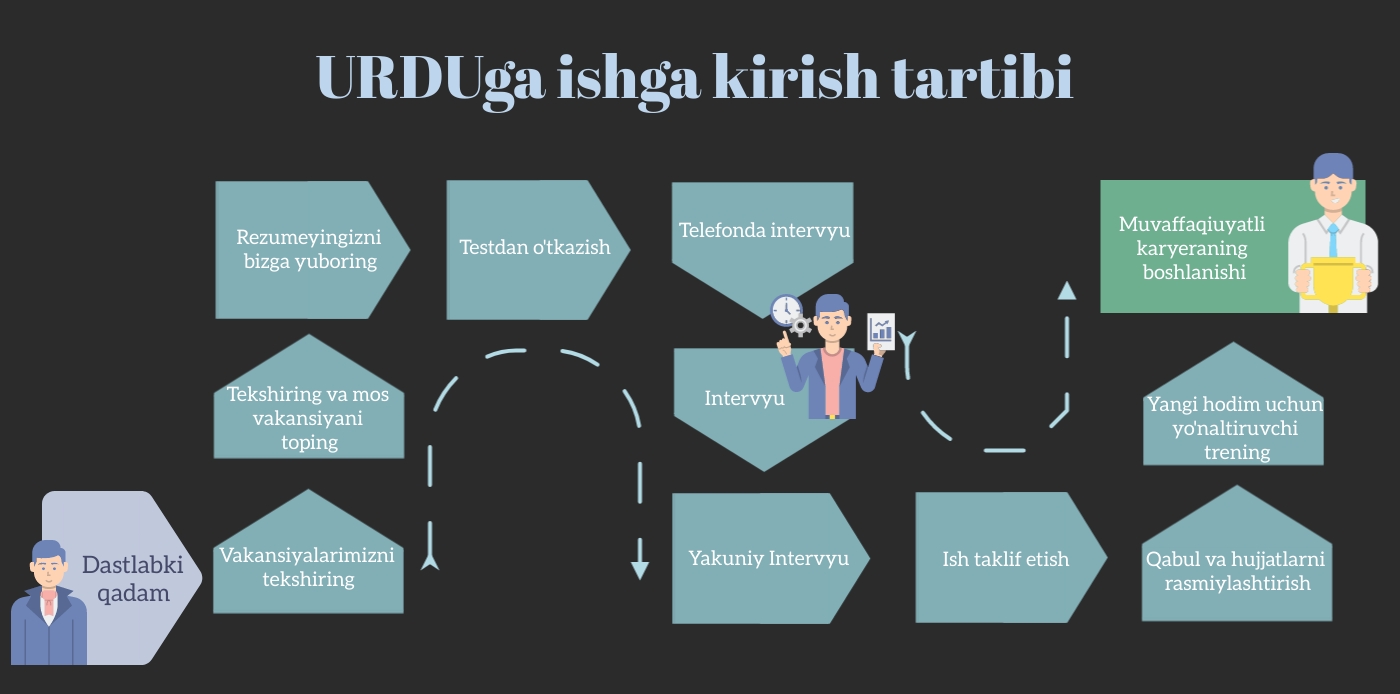 URDUga ishga kirish tartibi
Dastlabki
qadam
Vakansiyalarimizni
tekshiring
Tekshiring va mos
vakansiyani
toping
Rezumeyingizni
bizga yuboring
Testdan o'tkazish
Telefonda intervyu
Intervyu
Yakuniy Intervyu
Ish taklif etish
Qabul va hujjatlarni
rasmiylashtirish
Yangi hodim uchun
yo'naltiruvchi
trening
Muvaffaqiuyatli
karyeraning
boshlanishi